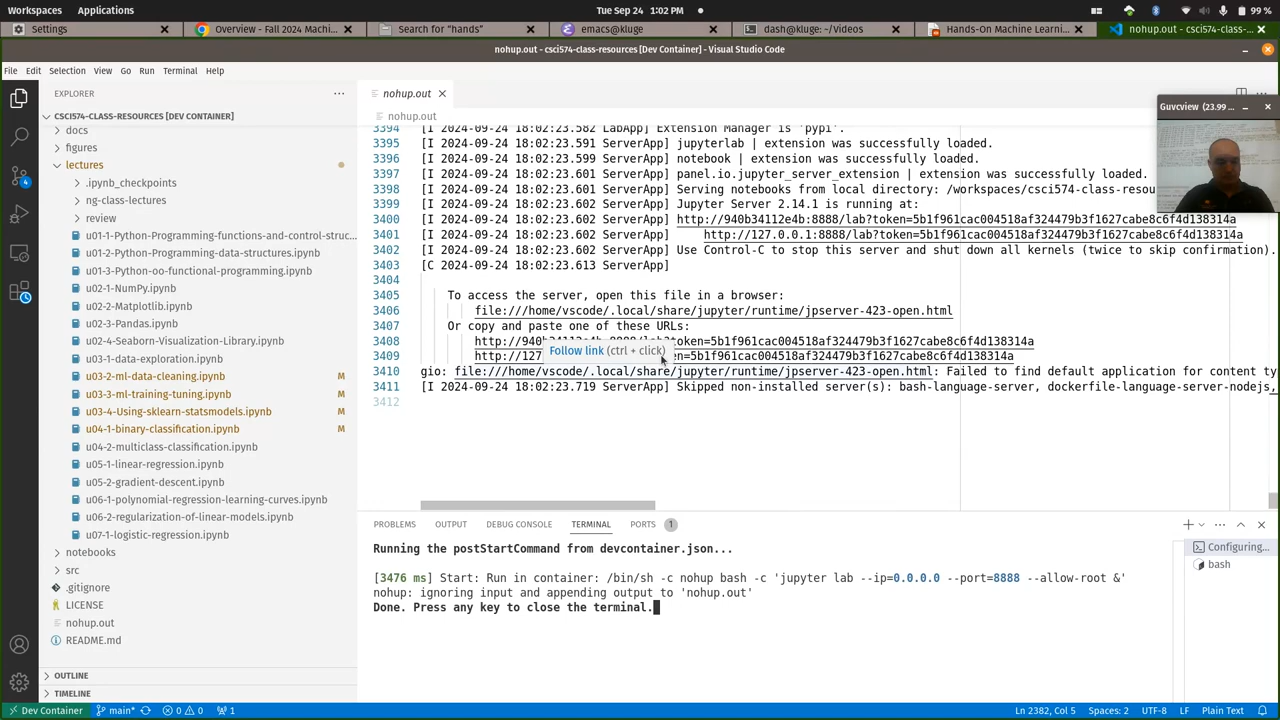 Workspaces Applications Tue Sep 24 1:02 PM 99 %
Settings Overview - Fall 2024 Machi... Search for "hands" emacs@kluge dash@kluge: ~/Videos Hands-On Machine Learni... nohup.out - csci574-class-...
nohup.out - csci574-class-resources [Dev Container] - Visual Studio Code
File Edit Selection View Go Run Terminal Help
EXPLORER
nohup.out
Guvcview (23.99 ...
CSCI574-CLASS-RESOURCES [DEV CONTAINER]
nohup.out
docs
figures
lectures
.ipynb_checkpoints
ng-class-lectures
review
u01-1-Python-Programming-functions-and-control-struc...
u01-2-Python-Programming-data-structures.ipynb
u01-3-Python-oo-functional-programming.ipynb
u02-1-NumPy.ipynb
u02-2-Matplotlib.ipynb
u02-3-Pandas.ipynb
u02-4-Seaborn-Visualization-Library.ipynb
u03-1-data-exploration.ipynb
u03-2-ml-data-cleaning.ipynb M
u03-3-ml-training-tuning.ipynb M
u03-4-Using-sklearn-statsmodels.ipynb M
u04-1-binary-classification.ipynb M
u04-2-multiclass-classification.ipynb
u05-1-linear-regression.ipynb
u05-2-gradient-descent.ipynb
u06-1-polynomial-regression-learning-curves.ipynb
u06-2-regularization-of-linear-models.ipynb
u07-1-logistic-regression.ipynb
notebooks
src
.gitignore
LICENSE
nohup.out
README.md
OUTLINE
TIMELINE
3394 [I 2024-09-24 18:02:23.582 LabApp] Extension Manager is 'pypi'.
3395 [I 2024-09-24 18:02:23.591 ServerApp] jupyterlab | extension was successfully loaded.
3396 [I 2024-09-24 18:02:23.599 ServerApp] notebook | extension was successfully loaded.
3397 [I 2024-09-24 18:02:23.601 ServerApp] panel.io.jupyter_server_extension | extension was successfully loaded.
3398 [I 2024-09-24 18:02:23.601 ServerApp] Serving notebooks from local directory: /workspaces/csci574-class-resou
3399 [I 2024-09-24 18:02:23.602 ServerApp] Jupyter Server 2.14.1 is running at:
3400 [I 2024-09-24 18:02:23.602 ServerApp] http://940b34112e4b:8888/lab?token=5b1f961cac004518af324479b3f1627cabe8c6f4d138314a
3401 [I 2024-09-24 18:02:23.602 ServerApp] http://127.0.0.1:8888/lab?token=5b1f961cac004518af324479b3f1627cabe8c6f4d138314a
3402 [I 2024-09-24 18:02:23.602 ServerApp] Use Control-C to stop this server and shut down all kernels (twice to skip confirmation).
3403 [C 2024-09-24 18:02:23.613 ServerApp]
3404
3405 To access the server, open this file in a browser:
3406 file:///home/vscode/.local/share/jupyter/runtime/jpserver-423-open.html
3407 Or copy and paste one of these URLs:
3408 http://940b34112e4b token=5b1f961cac004518af324479b3f1627cabe8c6f4d138314a
Follow link (ctrl + click)
3409 http://127 en=5b1f961cac004518af324479b3f1627cabe8c6f4d138314a
3410 gio: file:///home/vscode/.local/share/jupyter/runtime/jpserver-423-open.html: Failed to find default application for content ty
3411 [I 2024-09-24 18:02:23.719 ServerApp] Skipped non-installed server(s): bash-language-server, dockerfile-language-server-nodejs,
3412
PROBLEMS OUTPUT DEBUG CONSOLE TERMINAL PORTS 1
Running the postStartCommand from devcontainer.json...
[3476 ms] Start: Run in container: /bin/sh -c nohup bash -c 'jupyter lab --ip=0.0.0.0 --port=8888 --allow-root &'
nohup: ignoring input and appending output to 'nohup.out'
Done. Press any key to close the terminal.
Configuring...
bash
4
Dev Container main* 0 0 1 Ln 2382, Col 5 Spaces: 2 UTF-8 LF Plain Text